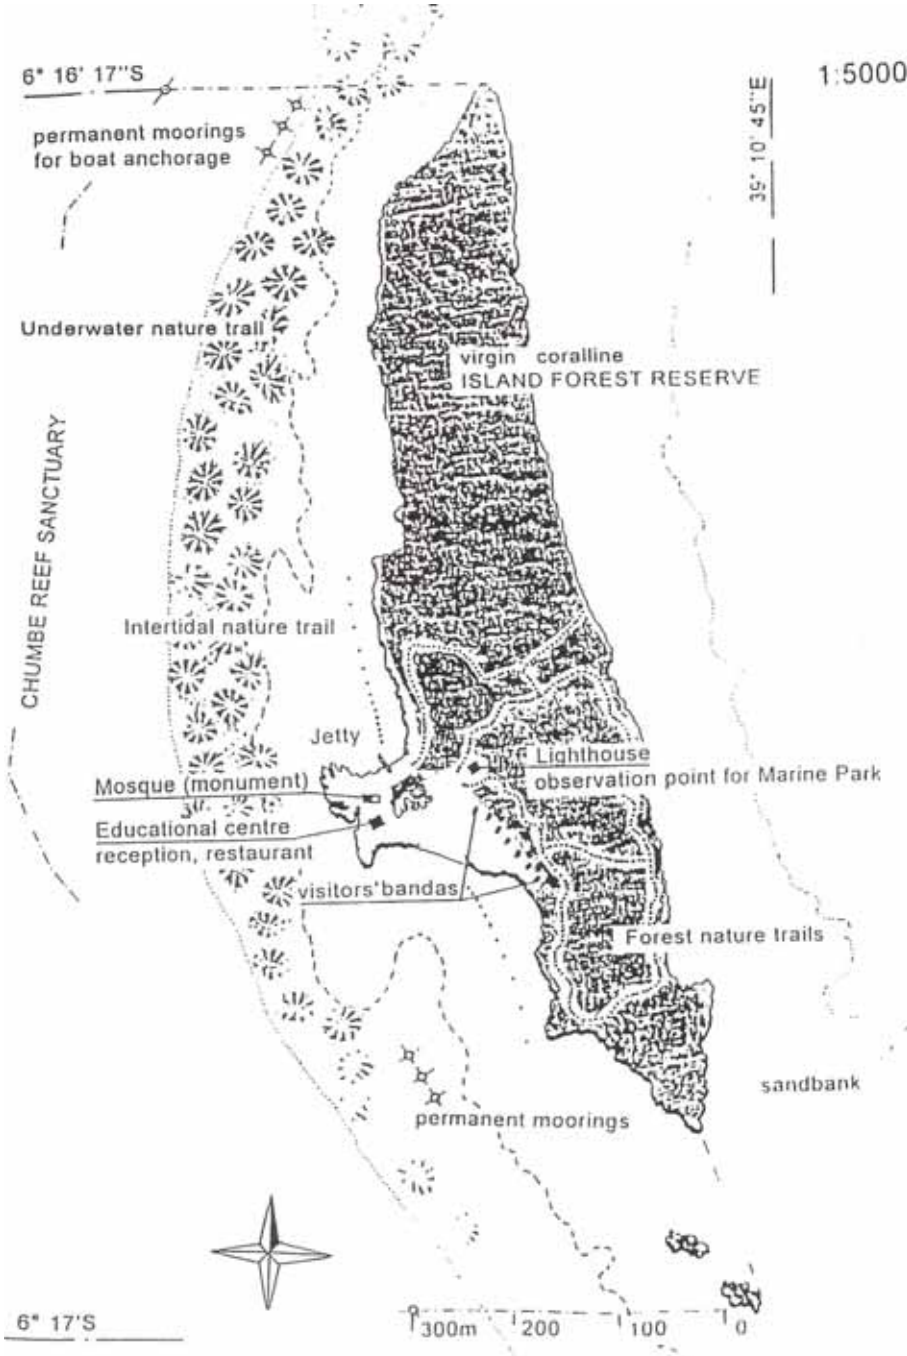 6° 16' 17"S
1:5000
39° 10' 45"E
permanent moorings
for boat anchorage
Underwater nature trail
virgin coralline
ISLAND FOREST RESERVE
CHUMBE REEF SANCTUARY
Intertidal nature trail
Jetty
Lighthouse
observation point for Marine Park
Mosque (monument)
Educational centre
reception, restaurant
visitors' bandas
Forest nature trails
sandbank
permanent moorings
6° 17'S
300m 200 100 0